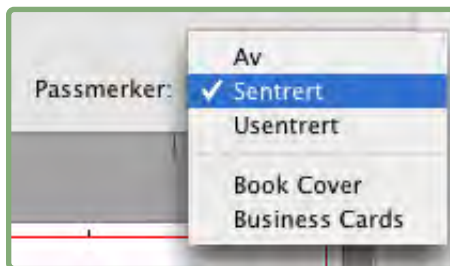 Av
Passmerker: ✓ Sentrert
Usentrert
Book Cover
Business Cards